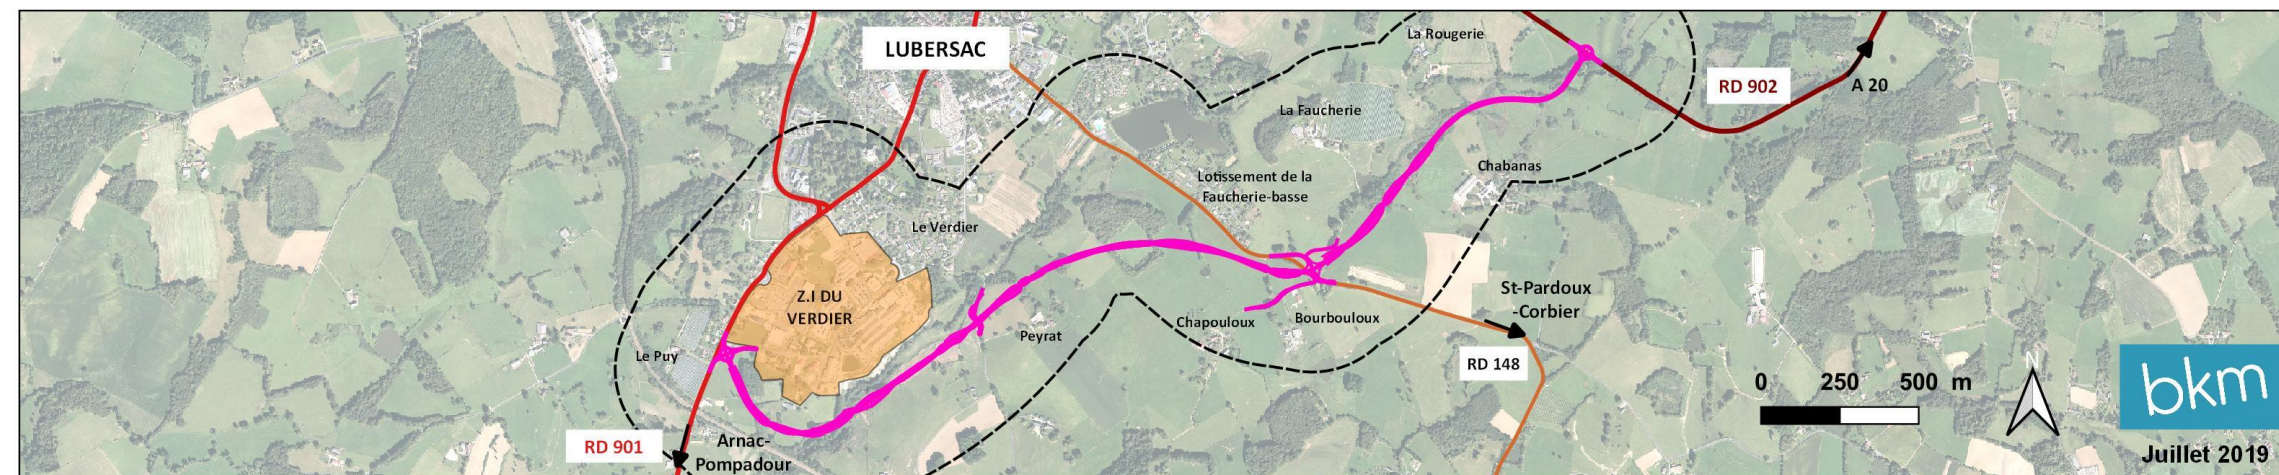 La Rougerie
LUBERSAC
RD 902
A 20
La Faucherie
Chabanas
Lotissement de la
Faucherie-basse
Le Verdier
Z.I DU
VERDIER
St-Pardoux
-Corbier
Chapouloux
Bourbouloux
Peyrat
Le Puy
RD 148
N
0 250 500 m
bkm
RD 901
Arnac-
Pompadour
Juillet 2019